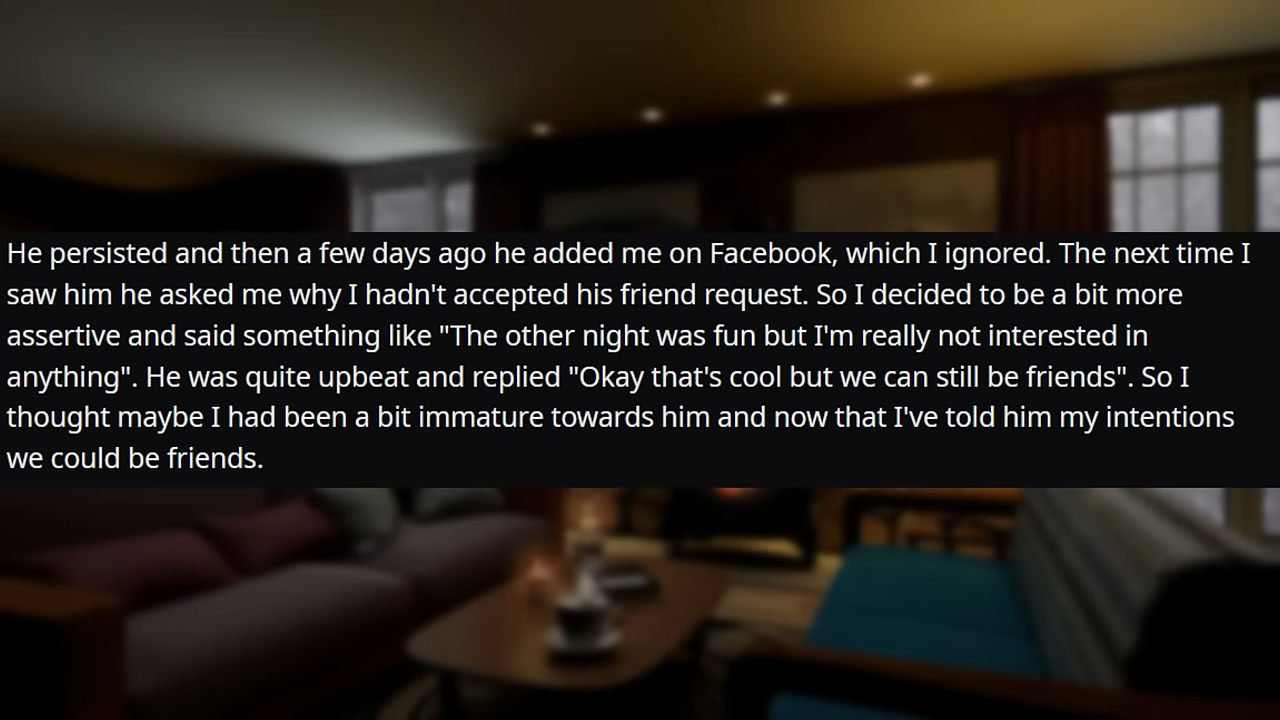 He persisted and then a few days ago he added me on Facebook, which I ignored. The next time I
saw him he asked me why I hadn't accepted his friend request. So I decided to be a bit more
assertive and said something like "The other night was fun but I'm really not interested in
anything". He was quite upbeat and replied "Okay that's cool but we can still be friends". So I
thought maybe I had been a bit immature towards him and now that I've told him my intentions
we could be friends.